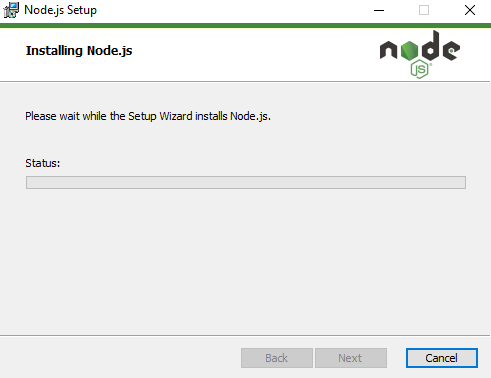 Node.js Setup
Installing Node.js
node
JS
Please wait while the Setup Wizard installs Node.js.
Status:
Back
Next
Cancel